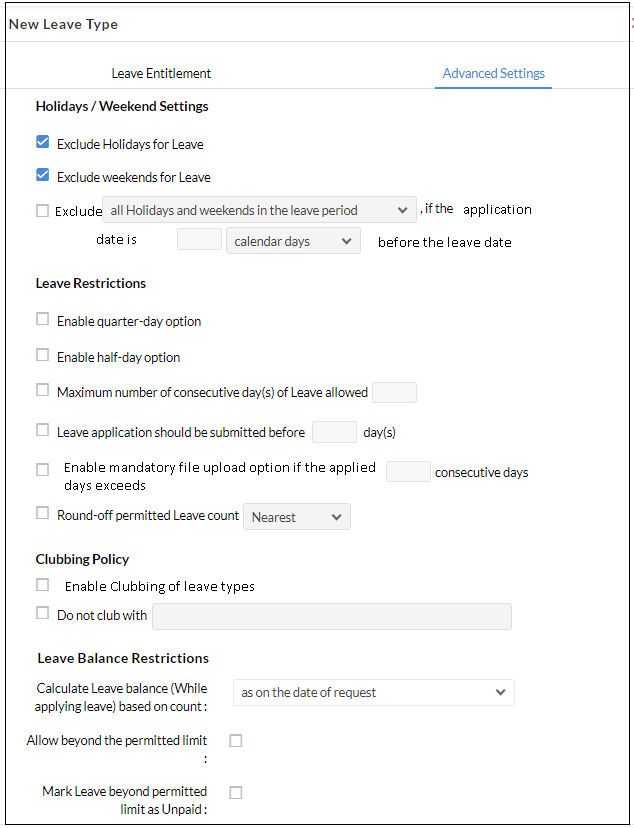 New Leave Type
Leave Entitlement Advanced Settings
Holidays / Weekend Settings
Exclude Holidays for Leave
Exclude weekends for Leave
Exclude all Holidays and weekends in the leave period , if the application
date is calendar days before the leave date
Leave Restrictions
Enable quarter-day option
Enable half-day option
Maximum number of consecutive day(s) of Leave allowed
Leave application should be submitted before day(s)
Enable mandatory file upload option if the applied
days exceeds consecutive days
Round-off permitted Leave count Nearest
Clubbing Policy
Enable Clubbing of leave types
Do not club with
Leave Balance Restrictions
Calculate Leave balance (While
applying leave) based on count : as on the date of request
Allow beyond the permitted limit
:
Mark Leave beyond permitted
limit as Unpaid :